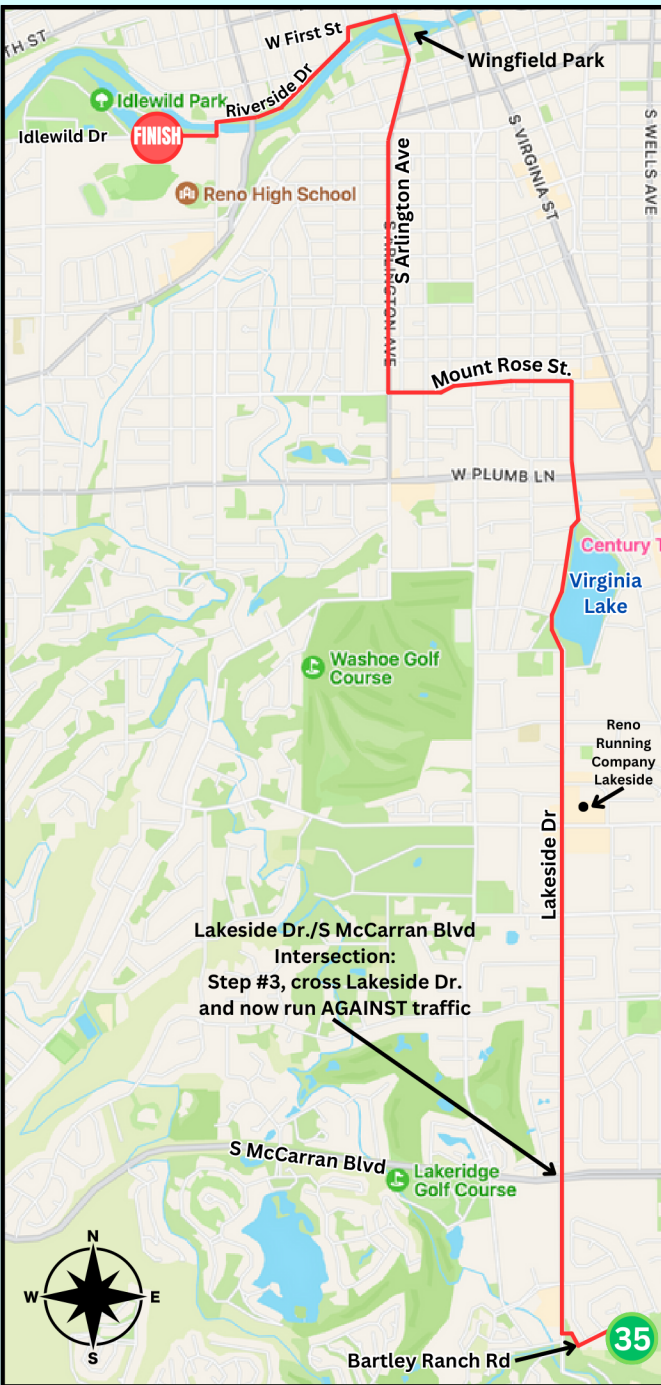 TH ST
W First St
Wingfield Park
Idlewild Park
Riverside Dr
Idlewild Dr
FINISH
S VIRGINIA ST
S WELLS AVE
Reno High School
S Arlington Ave
S ARLINGTON AVE
Mount Rose St.
W PLUMB LN
Century T
Virginia
Lake
Washoe Golf
Course
Reno
Running
Company
Lakeside
Lakeside Dr
Lakeside Dr./S McCarran Blvd
Intersection:
Step #3, cross Lakeside Dr.
and now run AGAINST traffic
S McCarran Blvd
Lakeridge
Golf Course
N
W
E
S
35
Bartley Ranch Rd